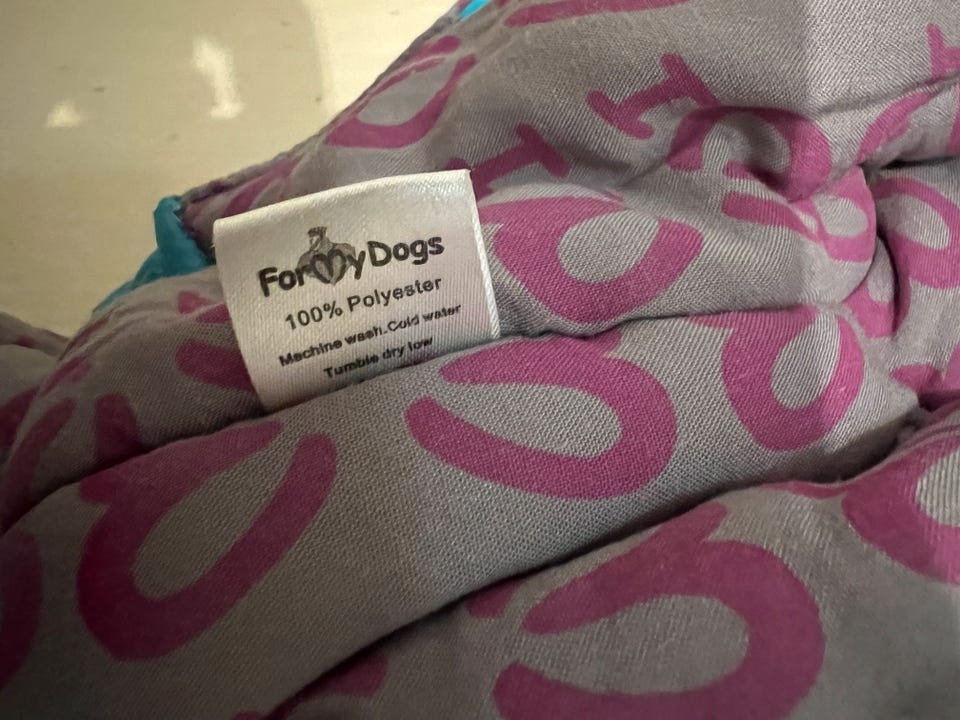 ForMyDogs
100% Polyester
Machine wash.Cold water
Tumble dry low